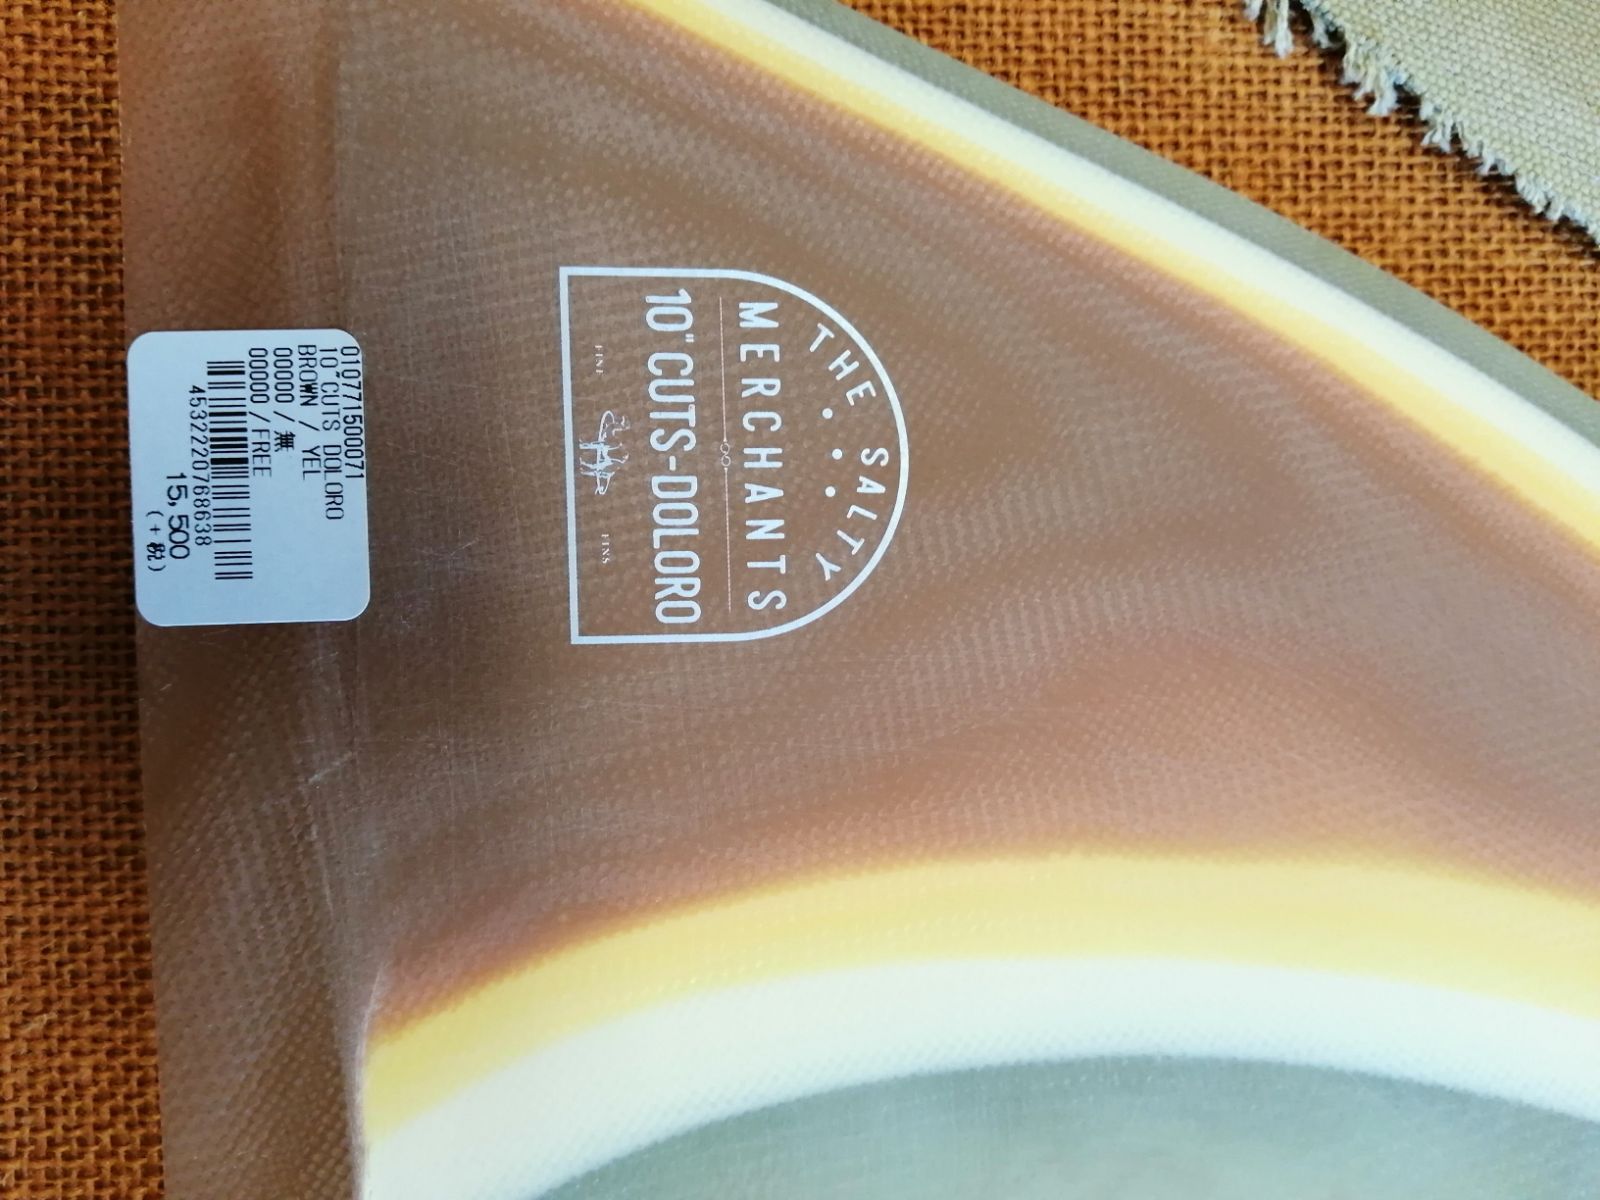 THE SALTY
MERCHANTS
10" CUTS-DOLORO
FINE FINS
010771500071
10"CUTS DOLORO
BROWN / YEL
00000 / 無
00000 / FREE
4532220768638
15,500
(+税)